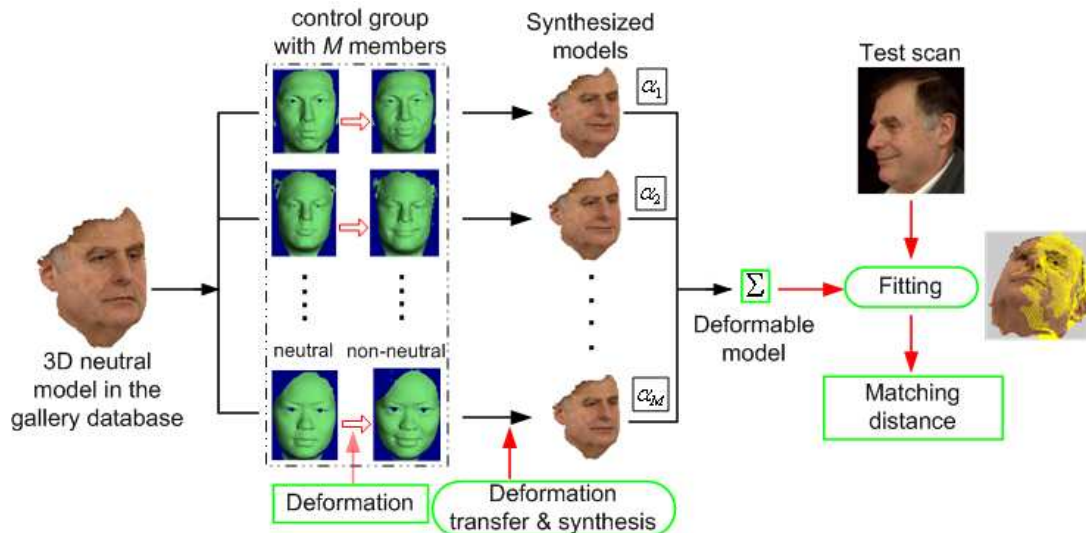 control group
with M members
Synthesized
models
Test scan
α₁
α₂
3D neutral
model in the
gallery database
neutral
non-neutral
α_M
Σ
Deformable
model
Fitting
Matching
distance
Deformation
Deformation
transfer & synthesis